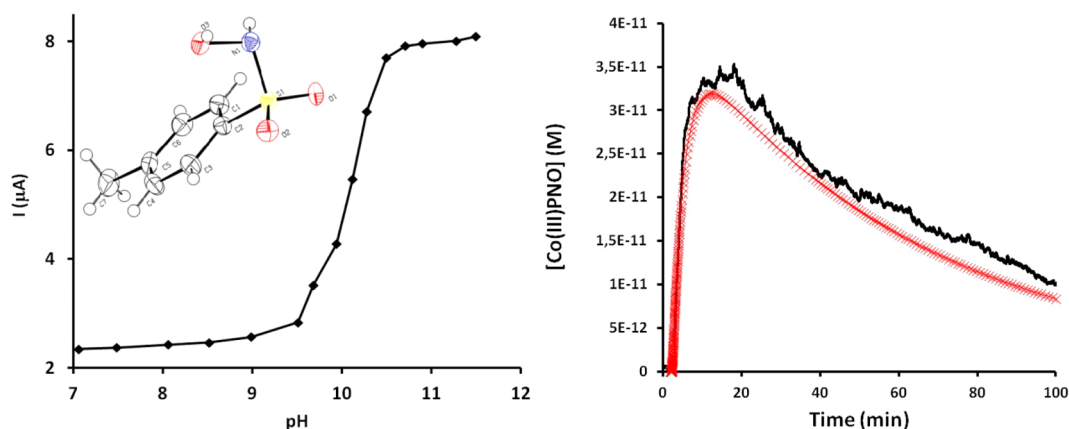 I (μA)
8
6
4
2
7 8 9 10 11 12
pH
O3
N1
S1
O1
O2
C1
C2
C6
C3
C5
C4
C7
[Co(III)PNO] (M)
4E-11
3,5E-11
3E-11
2,5E-11
2E-11
1,5E-11
1E-11
5E-12
0
0 20 40 60 80 100
Time (min)